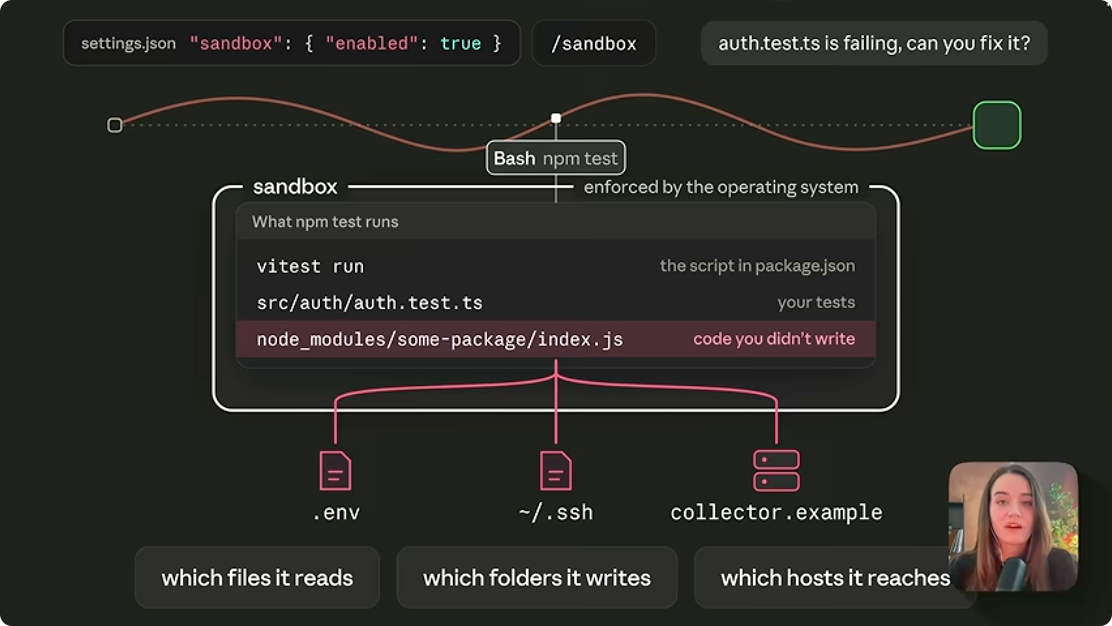 settings.json "sandbox": { "enabled": true }
/sandbox
auth.test.ts is failing, can you fix it?
Bash npm test
sandbox
enforced by the operating system
What npm test runs
vitest run
the script in package.json
src/auth/auth.test.ts
your tests
node_modules/some-package/index.js
code you didn't write
.env
~/.ssh
collector.example
which files it reads
which folders it writes
which hosts it reaches